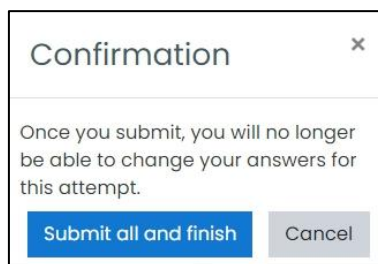 Confirmation ×
Once you submit, you will no longer
be able to change your answers for
this attempt.
Submit all and finish Cancel